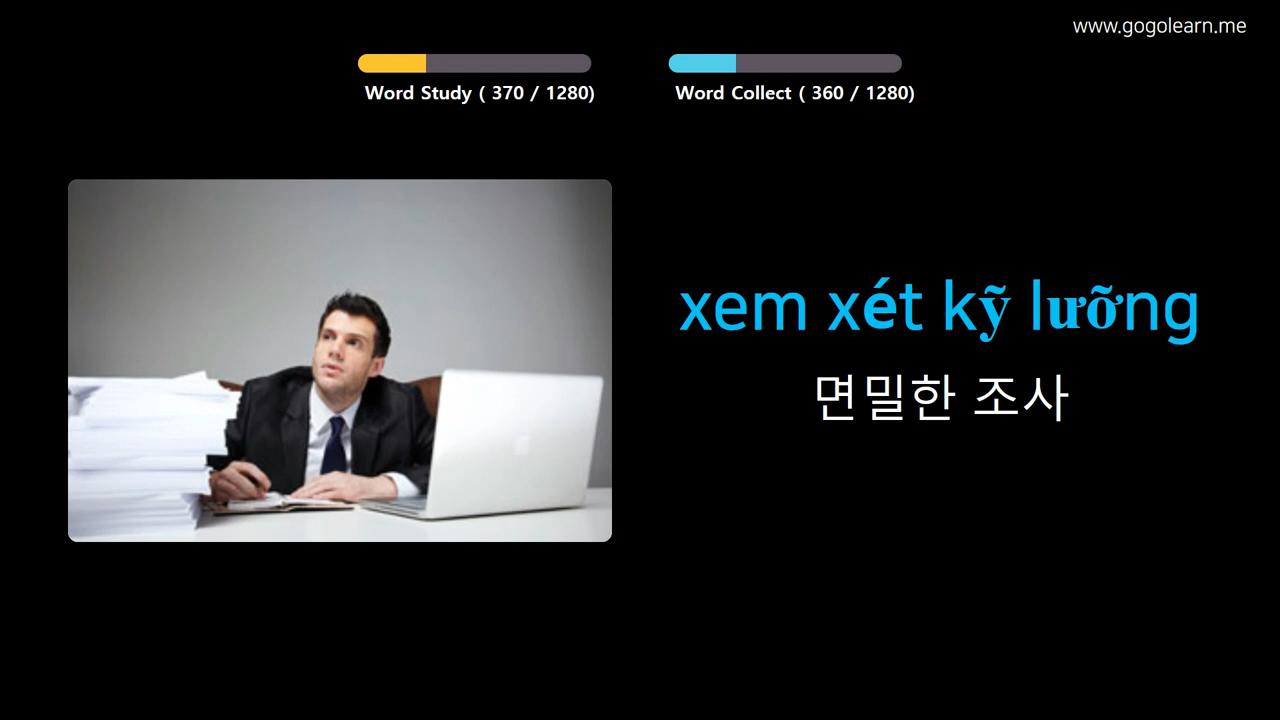 www.gogolearn.me
Word Study ( 370 / 1280)
Word Collect ( 360 / 1280)
xem xét kỹ lưỡng
면밀한 조사